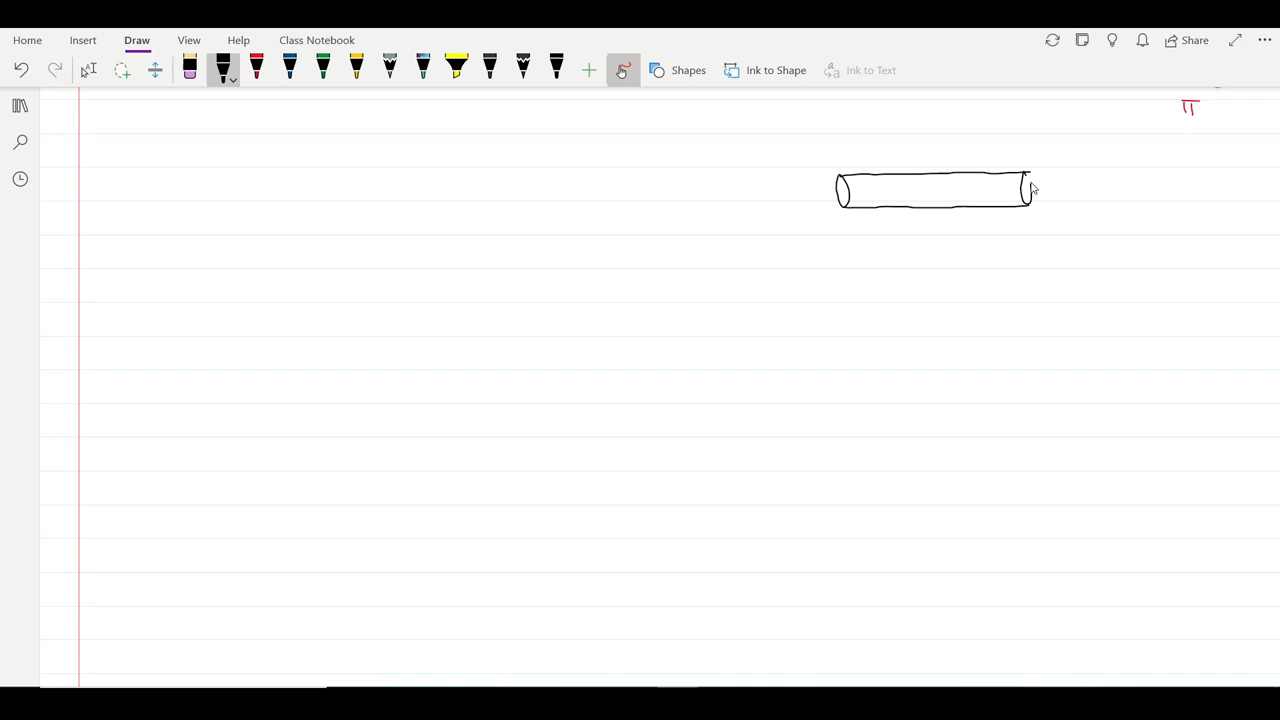 Home Insert Draw View Help Class Notebook Share
Shapes Ink to Shape Ink to Text
π